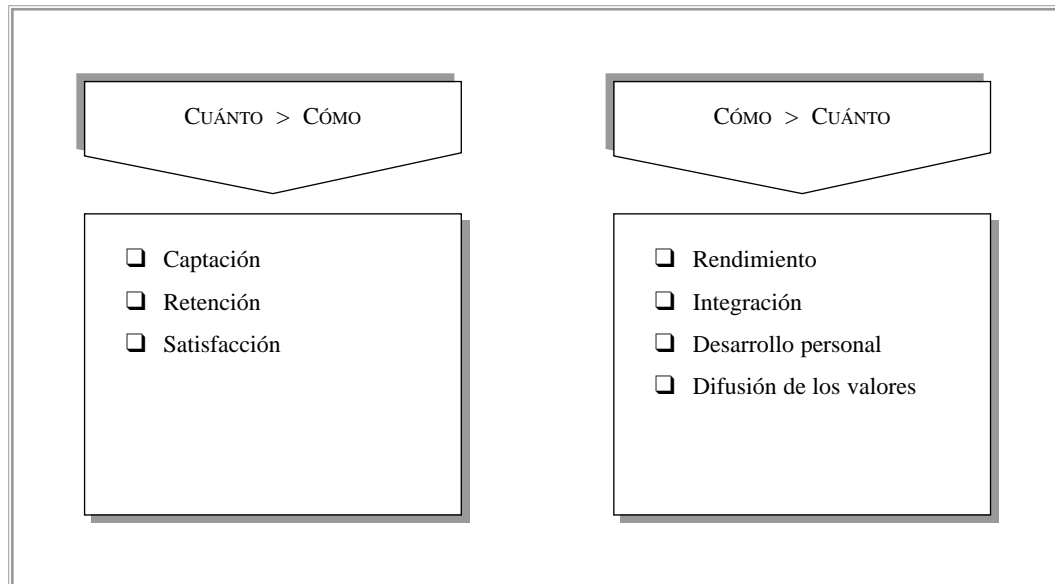 CUÁNTO > CÓMO
❑ Captación
❑ Retención
❑ Satisfacción
CÓMO > CUÁNTO
❑ Rendimiento
❑ Integración
❑ Desarrollo personal
❑ Difusión de los valores